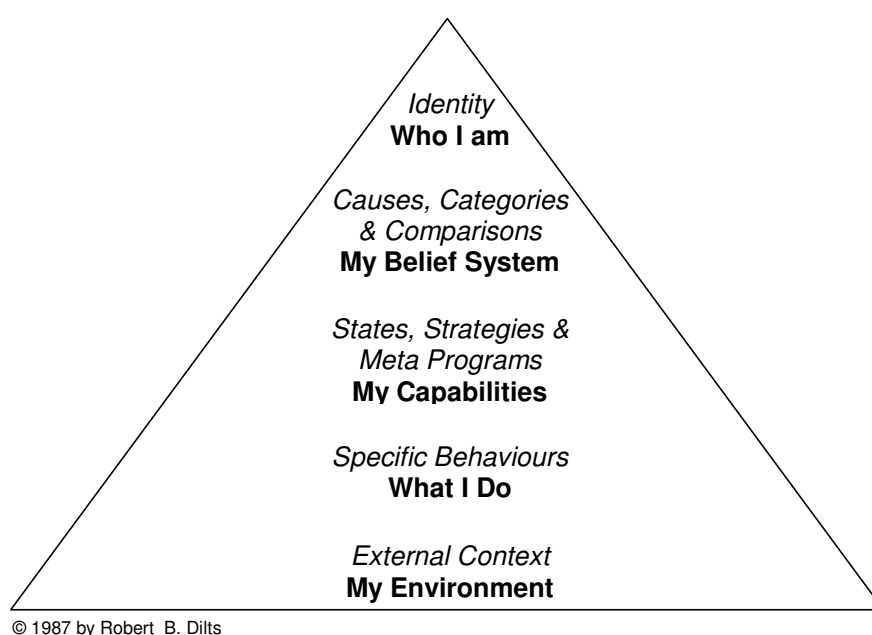 Identity
Who I am
Causes, Categories
& Comparisons
My Belief System
States, Strategies &
Meta Programs
My Capabilities
Specific Behaviours
What I Do
External Context
My Environment
© 1987 by Robert B. Dilts